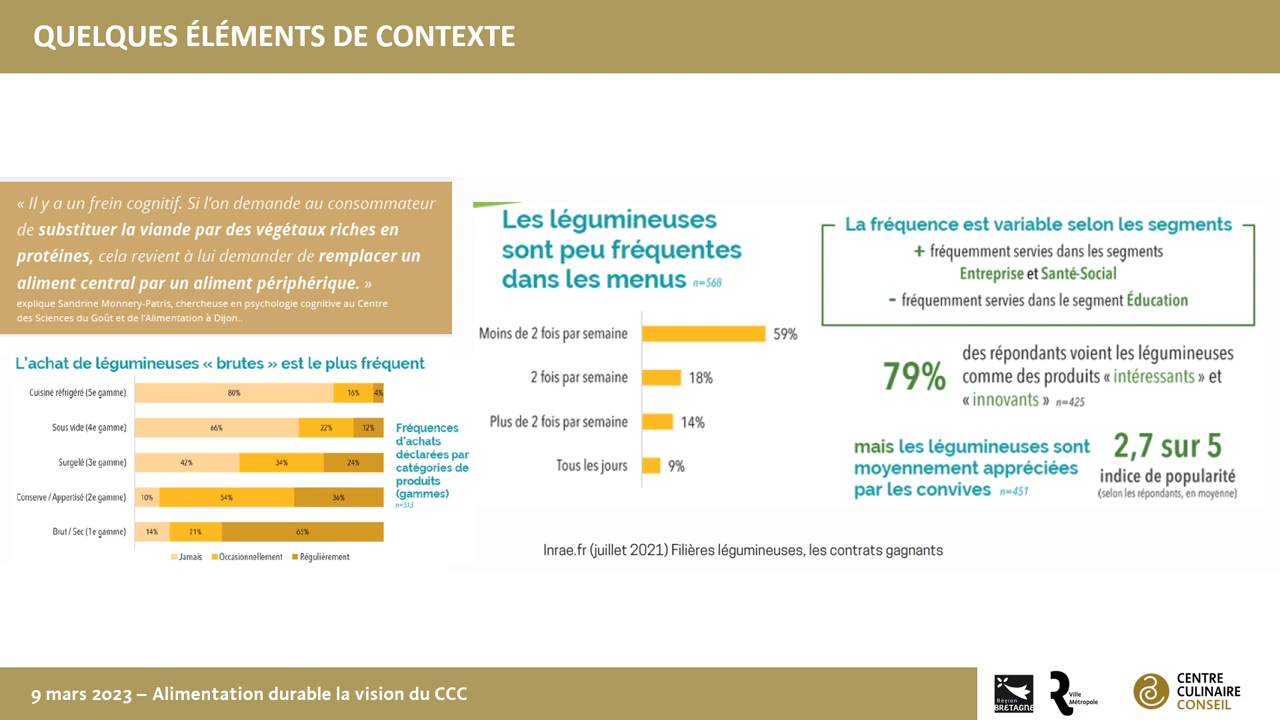 QUELQUES ÉLÉMENTS DE CONTEXTE
« Il y a un frein cognitif. Si l'on demande au consommateur
de substituer la viande par des végétaux riches en
protéines, cela revient à lui demander de remplacer un
aliment central par un aliment périphérique. »
explique Sandrine Monnery-Patris, chercheuse en psychologie cognitive au Centre
des Sciences du Goût et de l'Alimentation à Dijon..
L'achat de légumineuses « brutes » est le plus fréquent
Cuisiné réfrigéré (5e gamme) 80% 16% 4%
Sous vide (4e gamme) 66% 22% 12%
Surgelé (3e gamme) 42% 34% 24%
Conserve / Appertisé (2e gamme) 10% 54% 36%
Brut / Sec (1e gamme) 14% 21% 65%
Jamais Occasionnellement Régulièrement
Fréquences
d'achats
déclarées par
catégories de
produits
(gammes)
n=513
Les légumineuses
sont peu fréquentes
dans les menus n=568
Moins de 2 fois par semaine 59%
2 fois par semaine 18%
Plus de 2 fois par semaine 14%
Tous les jours 9%
La fréquence est variable selon les segments
+ fréquemment servies dans les segments
Entreprise et Santé-Social
- fréquemment servies dans le segment Éducation
79%
des répondants voient les légumineuses
comme des produits « intéressants » et
« innovants » n=425
mais les légumineuses sont
moyennement appréciées
par les convives n=451
2,7 sur 5
indice de popularité
(selon les répondants, en moyenne)
Inrae.fr (juillet 2021) Filières légumineuses, les contrats gagnants
9 mars 2023 – Alimentation durable la vision du CCC
Région
BRETAGNE
Ville
Métropole
CENTRE
CULINAIRE
CONSEIL